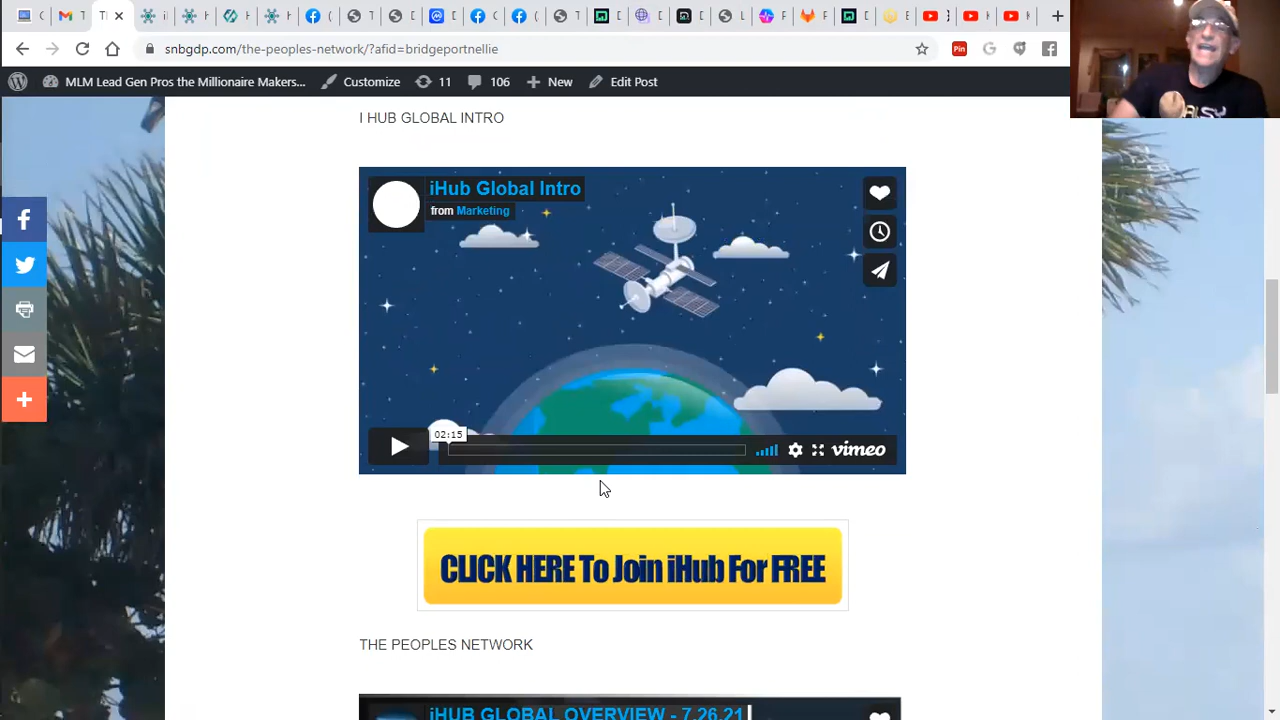 snbgdp.com/the-peoples-network/?afid=bridgeportnellie
Pin
MLM Lead Gen Pros the Millionaire Makers...
Customize
11
106
New
Edit Post
I HUB GLOBAL INTRO
iHub Global Intro
from Marketing
02:15
vimeo
CLICK HERE To Join iHub For FREE
THE PEOPLES NETWORK
iHUB GLOBAL OVERVIEW - 7.26.21